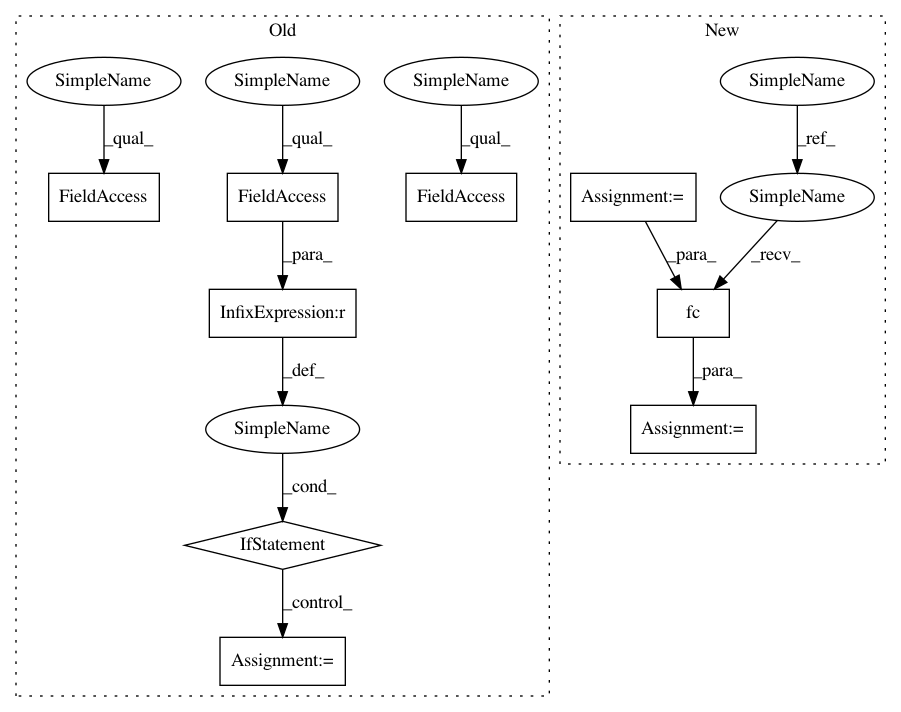 Old
New
SimpleName
SimpleName
SimpleName
SimpleName
_qual_
_qual_
_qual_
_ref_
FieldAccess
FieldAccess
FieldAccess
Assignment:=
SimpleName
_para_
_para_
_recv_
InfixExpression:r
fc
_def_
_para_
SimpleName
Assignment:=
_cond_
IfStatement
_control_
Assignment:=